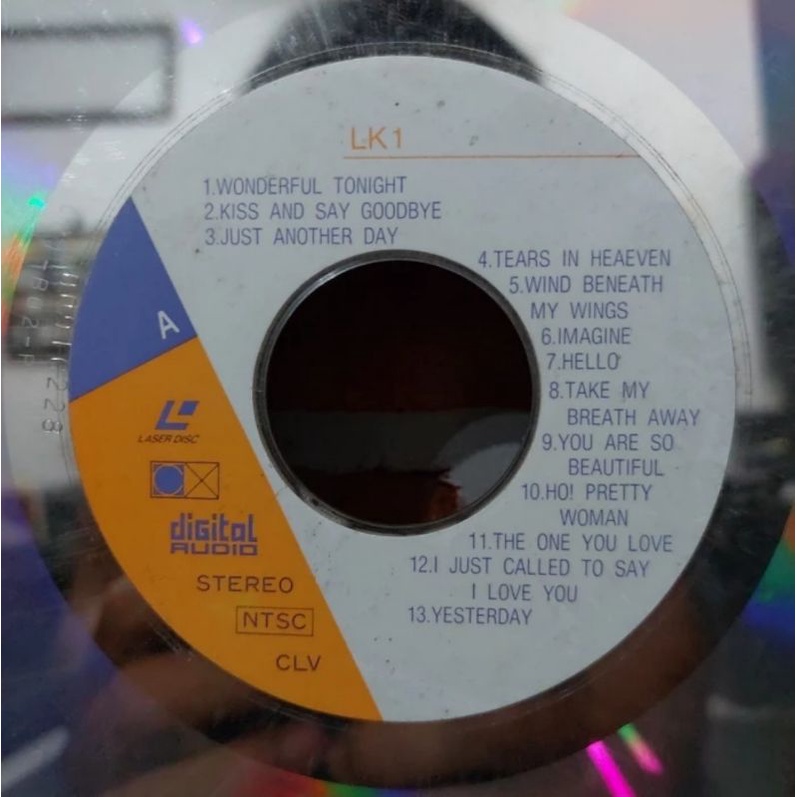 LK1
1.WONDERFUL TONIGHT
2.KISS AND SAY GOODBYE
3.JUST ANOTHER DAY
4.TEARS IN HEAEVEN
5.WIND BENEATH
MY WINGS
6.IMAGINE
7.HELLO
8.TAKE MY
BREATH AWAY
9.YOU ARE SO
BEAUTIFUL
10.HO! PRETTY
WOMAN
11.THE ONE YOU LOVE
12.I JUST CALLED TO SAY
I LOVE YOU
13.YESTERDAY
A
LASER DISC
digital
AUDIO
STEREO
NTSC
CLV